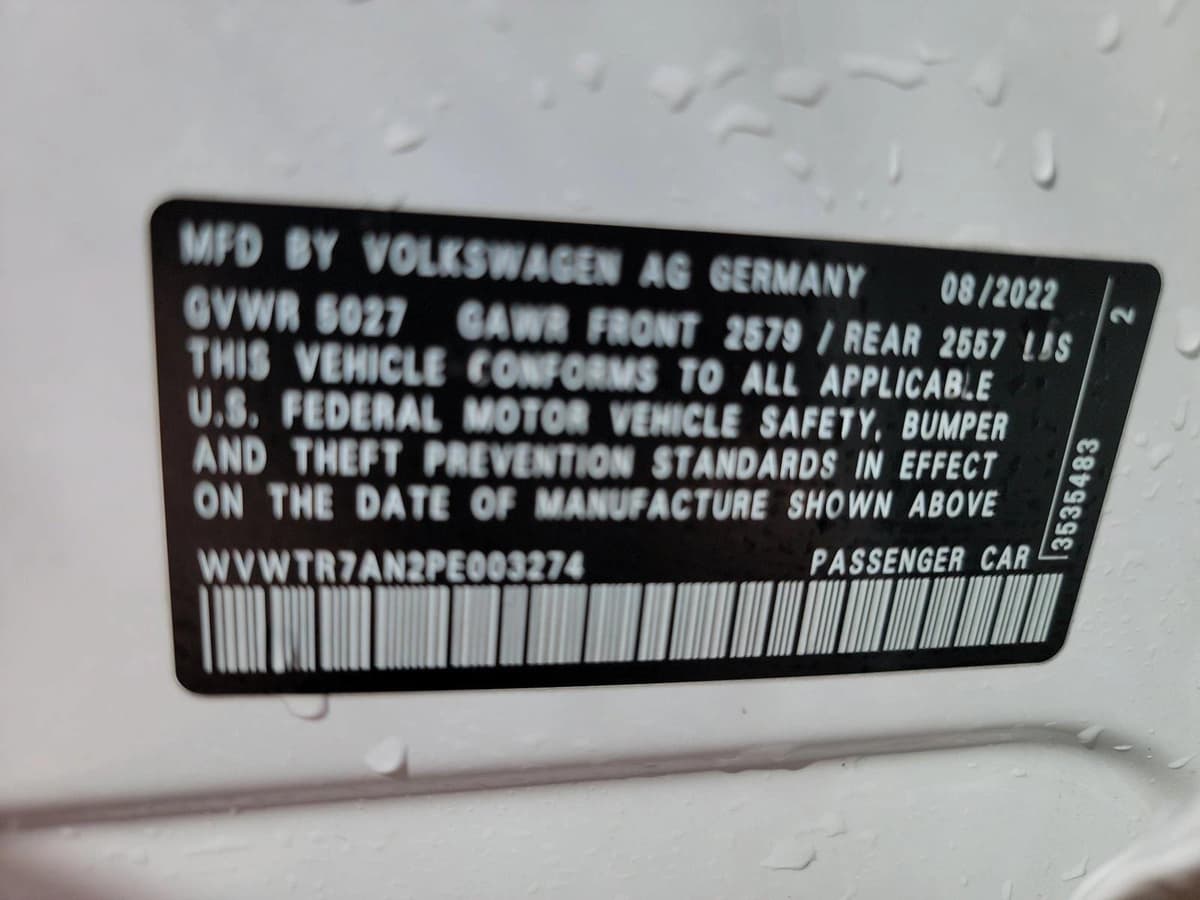 MFD BY VOLKSWAGEN AG GERMANY 08/2022
GVWR 5027 GAWR FRONT 2579 / REAR 2557 LBS
THIS VEHICLE CONFORMS TO ALL APPLICABLE
U.S. FEDERAL MOTOR VEHICLE SAFETY, BUMPER
AND THEFT PREVENTION STANDARDS IN EFFECT
ON THE DATE OF MANUFACTURE SHOWN ABOVE
WVWTR7AN2PE003274 PASSENGER CAR
3535483 2